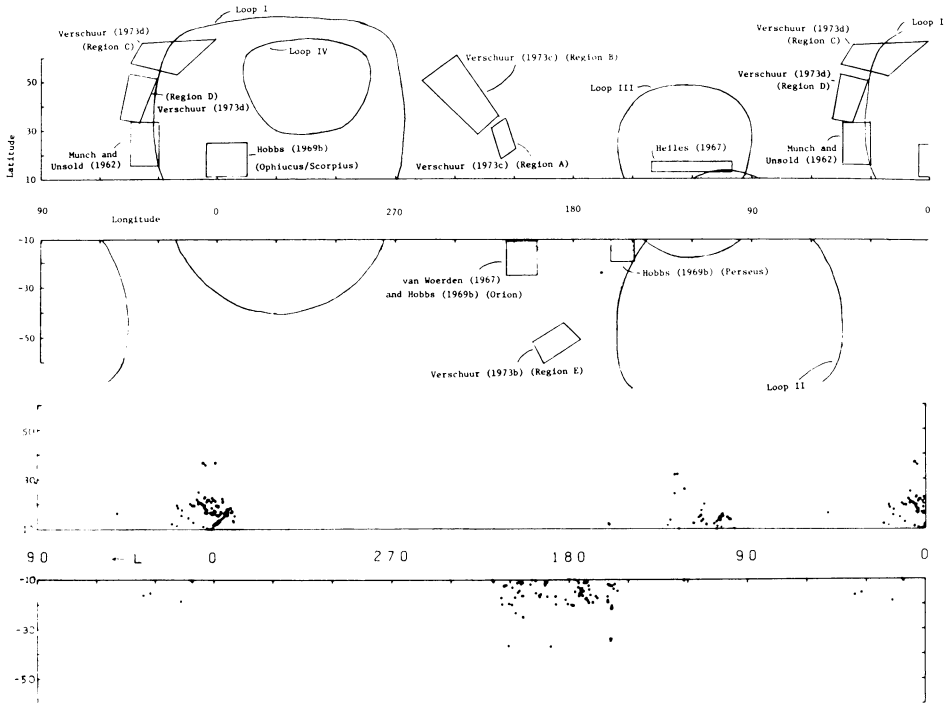 Loop I
Verschuur (1973d)
(Region C)
Loop IV
Verschuur (1973c) (Region B)
Verschuur (1973d)
(Region C)
Loop I
(Region D)
Verschuur (1973d)
Loop III
Verschuur (1973d)
(Region D)
Munch and
Unsold (1962)
Hobbs (1969b)
(Ophiucus/Scorpius)
Verschuur (1973c) (Region A)
Heiles (1967)
Munch and
Unsold (1962)
Latitude
50
30
10
90
Longitude
0
270
180
90
0
-10
-30
-50
van Woerden (1967)
and Hobbs (1969b) (Orion)
Hobbs (1969b) (Perseus)
Verschuur (1973b) (Region E)
Loop II
50
30
90
← L
0
270
180
90
0
-10
-30
-50